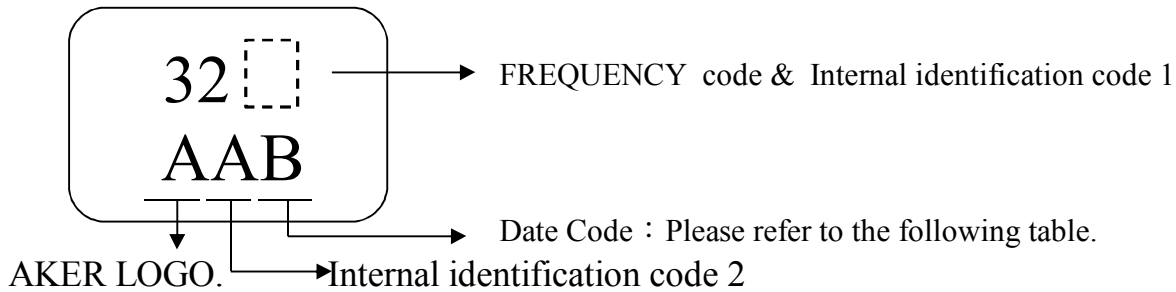 32
FREQUENCY code & Internal identification code 1
AAB
Date Code：Please refer to the following table.
AKER LOGO.
Internal identification code 2